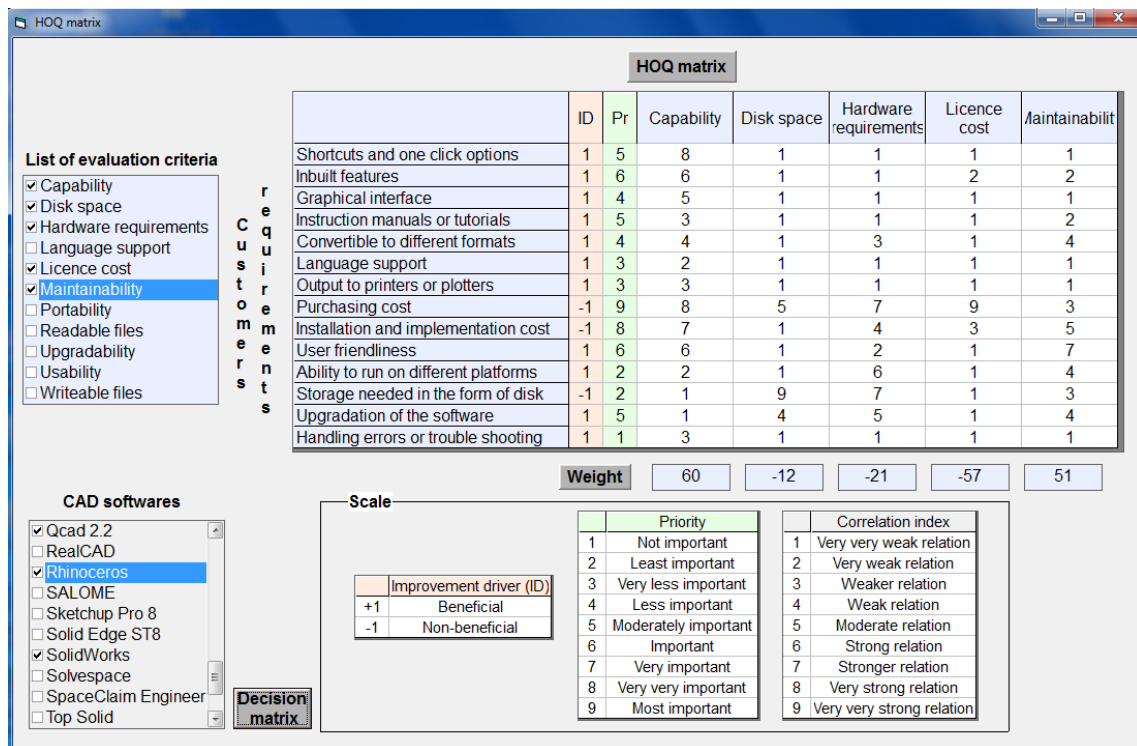 HOQ matrix
HOQ matrix
ID Pr Capability Disk space Hardware requirements Licence cost Maintainabilit
Shortcuts and one click options 1 5 8 1 1 1 1
Inbuilt features 1 6 6 1 1 2 2
Graphical interface 1 4 5 1 1 1 1
Instruction manuals or tutorials 1 5 3 1 1 1 2
Convertible to different formats 1 4 4 1 3 1 4
Language support 1 3 2 1 1 1 1
Output to printers or plotters 1 3 3 1 1 1 1
Purchasing cost -1 9 8 5 7 9 3
Installation and implementation cost -1 8 7 1 4 3 5
User friendliness 1 6 6 1 2 1 7
Ability to run on different platforms 1 2 2 1 6 1 4
Storage needed in the form of disk -1 2 1 9 7 1 3
Upgradation of the software 1 5 1 4 5 1 4
Handling errors or trouble shooting 1 1 3 1 1 1 1
Weight 60 -12 -21 -57 51
List of evaluation criteria
Capability
Disk space
Hardware requirements
Language support
Licence cost
Maintainability
Portability
Readable files
Upgradability
Usability
Writeable files
Customers
requirements
CAD softwares
Qcad 2.2
RealCAD
Rhinoceros
SALOME
Sketchup Pro 8
Solid Edge ST8
SolidWorks
Solvespace
SpaceClaim Engineer
Top Solid
Decision
matrix
Scale
Improvement driver (ID)
+1 Beneficial
-1 Non-beneficial
Priority
1 Not important
2 Least important
3 Very less important
4 Less important
5 Moderately important
6 Important
7 Very important
8 Very very important
9 Most important
Correlation index
1 Very very weak relation
2 Very weak relation
3 Weaker relation
4 Weak relation
5 Moderate relation
6 Strong relation
7 Stronger relation
8 Very strong relation
9 Very very strong relation